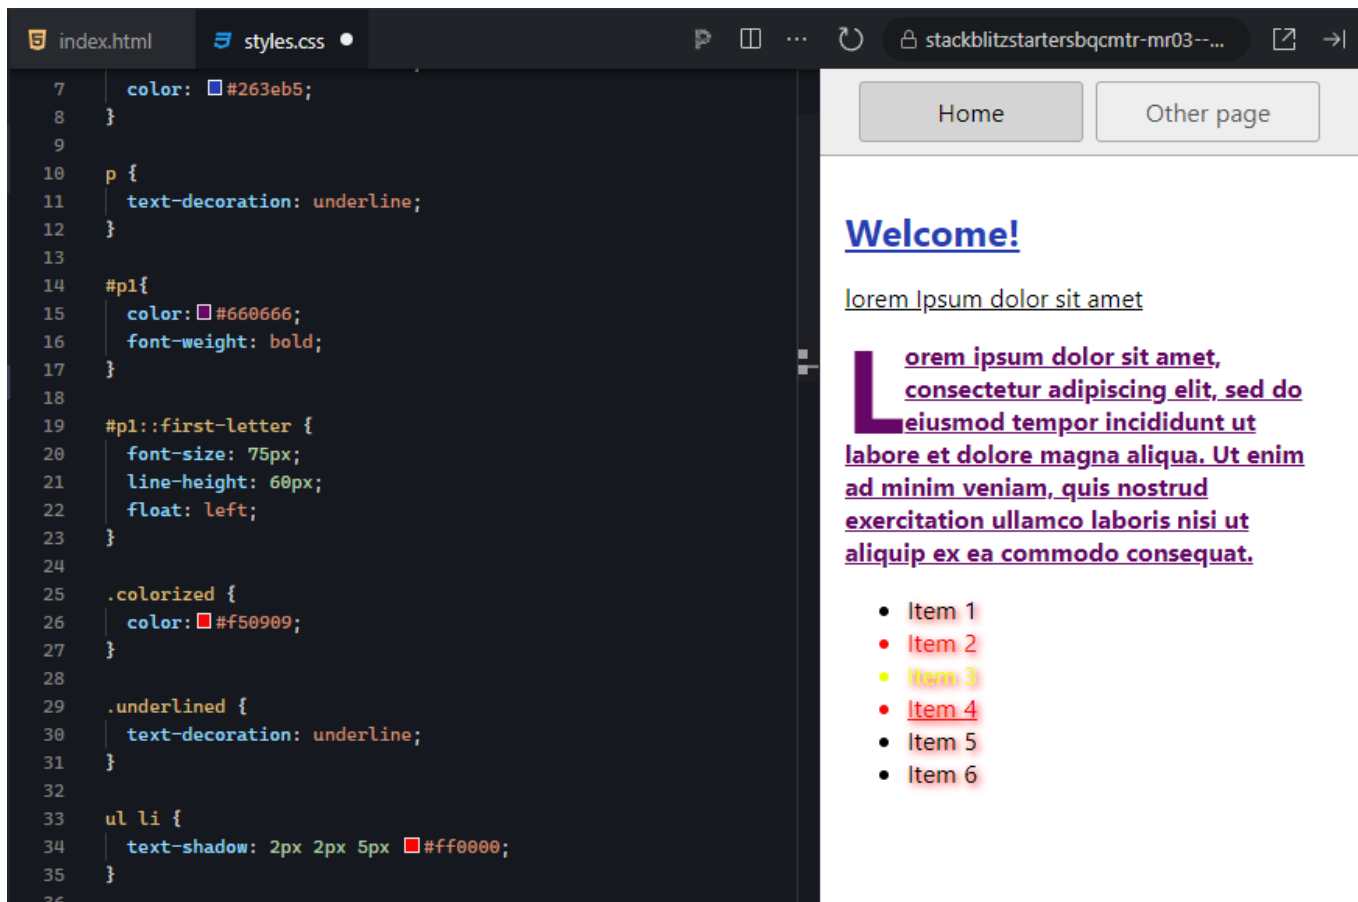 index.html styles.css
stackblitzstartersbqcmtr-mr03--...
7 color: #263eb5;
8 }
9
10 p {
11 text-decoration: underline;
12 }
13
14 #p1{
15 color:#660666;
16 font-weight: bold;
17 }
18
19 #p1::first-letter {
20 font-size: 75px;
21 line-height: 60px;
22 float: left;
23 }
24
25 .colorized {
26 color:#f50909;
27 }
28
29 .underlined {
30 text-decoration: underline;
31 }
32
33 ul li {
34 text-shadow: 2px 2px 5px #ff0000;
35 }
36
Home Other page
Welcome!
lorem Ipsum dolor sit amet
Lorem ipsum dolor sit amet,
consectetur adipiscing elit, sed do
eiusmod tempor incididunt ut
labore et dolore magna aliqua. Ut enim
ad minim veniam, quis nostrud
exercitation ullamco laboris nisi ut
aliquip ex ea commodo consequat.
Item 1
Item 2
Item 3
Item 4
Item 5
Item 6